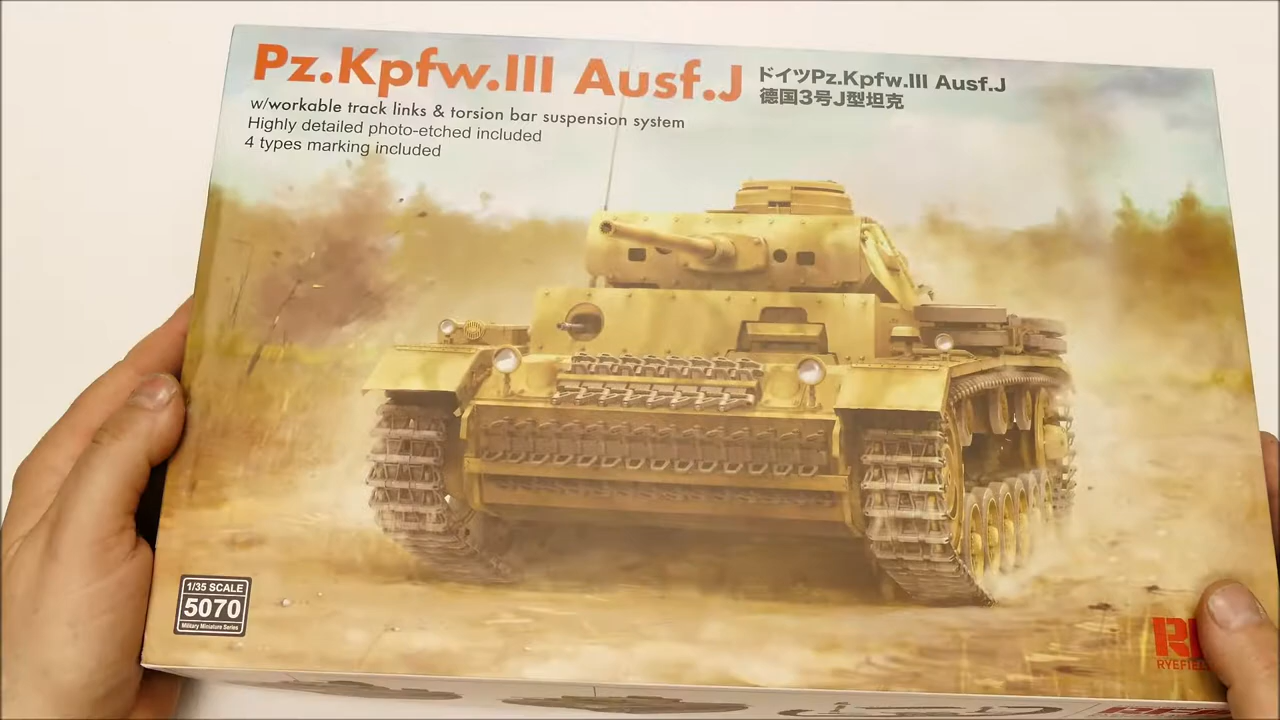 Pz.Kpfw.III Ausf.J
ドイツPz.Kpfw.III Ausf.J
德国3号J型坦克
w/workable track links & torsion bar suspension system
Highly detailed photo-etched included
4 types marking included
1/35 SCALE
5070
Military Miniature Series